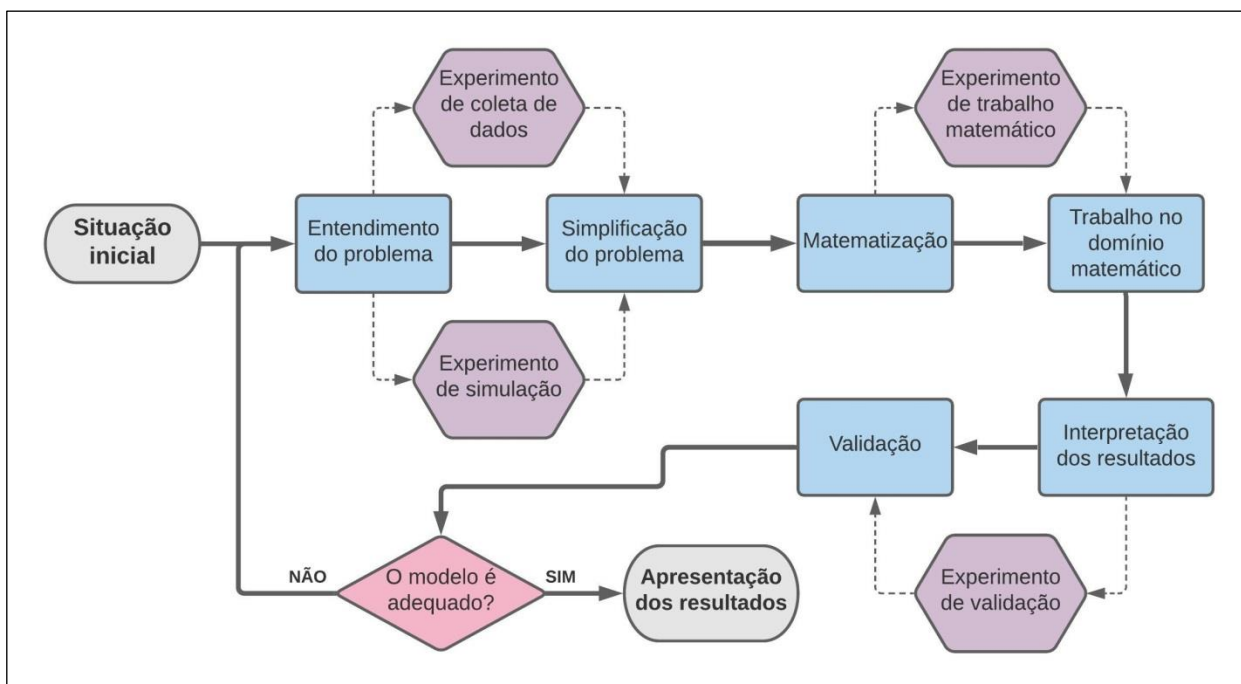 Experimento
de coleta de
dados
Experimento
de trabalho
matemático
Situação
inicial
Entendimento
do problema
Simplificação
do problema
Matematização
Trabalho no
domínio
matemático
Experimento
de simulação
Validação
Interpretação
dos resultados
NÃO
O modelo é
adequado?
SIM
Apresentação
dos resultados
Experimento
de validação